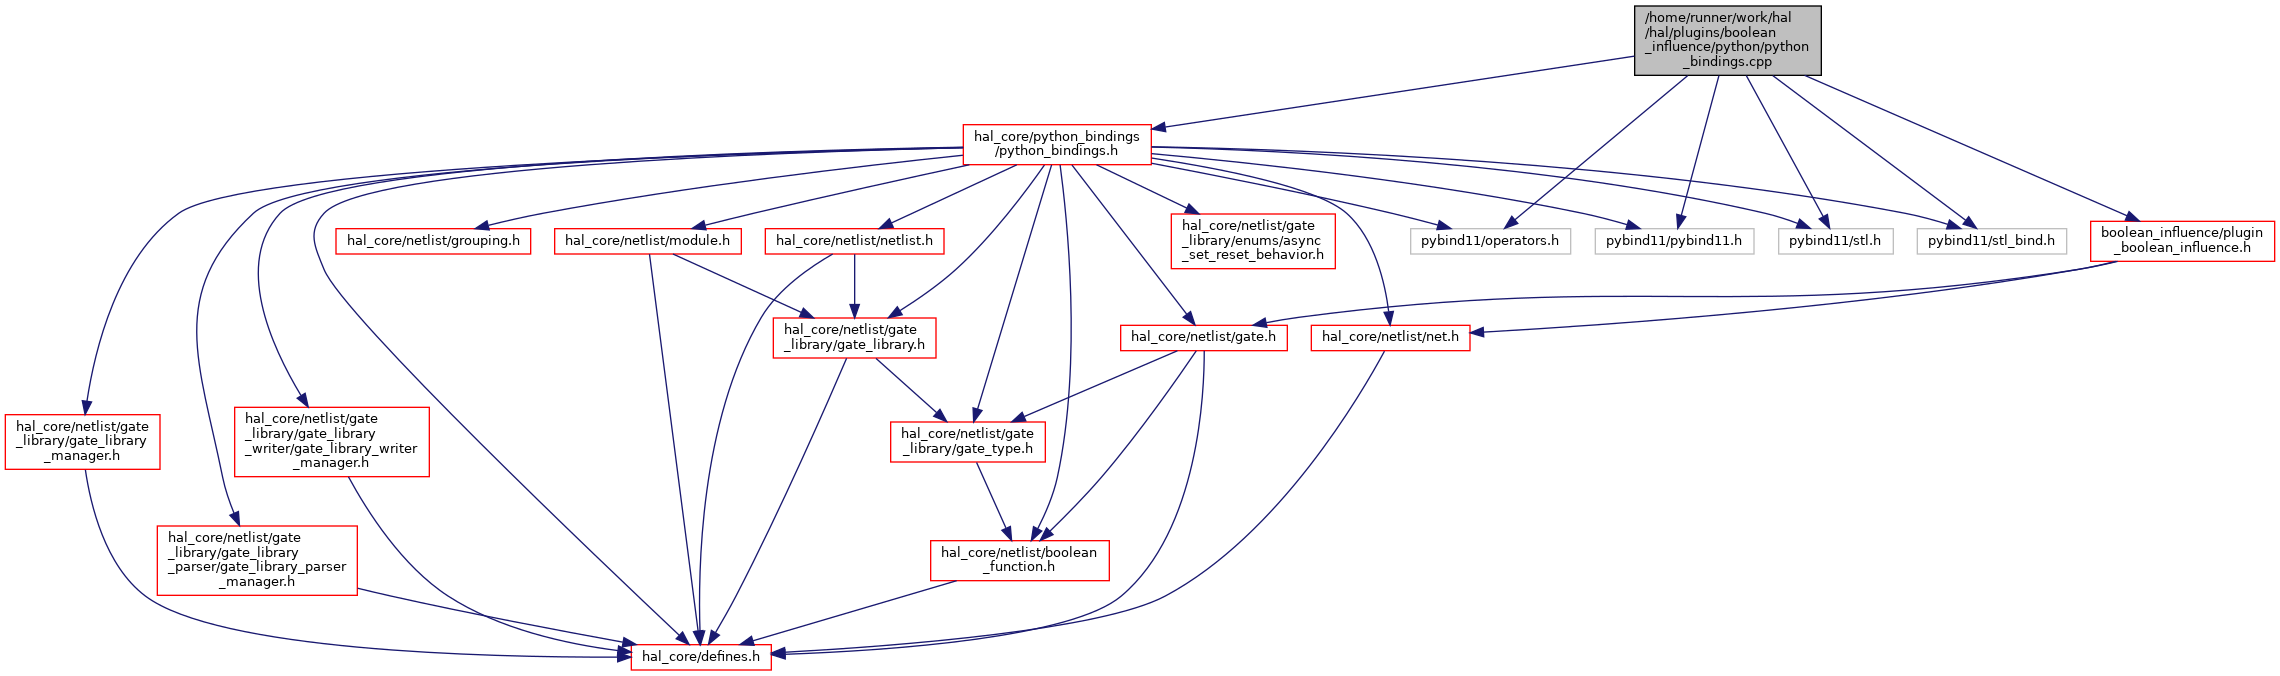 /home/runner/work/hal
/hal/plugins/boolean
_influence/python/python
_bindings.cpp
hal_core/python_bindings
/python_bindings.h
hal_core/netlist/grouping.h
hal_core/netlist/module.h
hal_core/netlist/netlist.h
hal_core/netlist/gate
_library/enums/async
_set_reset_behavior.h
pybind11/operators.h
pybind11/pybind11.h
pybind11/stl.h
pybind11/stl_bind.h
boolean_influence/plugin
_boolean_influence.h
hal_core/netlist/gate
_library/gate_library.h
hal_core/netlist/gate.h
hal_core/netlist/net.h
hal_core/netlist/gate
_library/gate_library
_manager.h
hal_core/netlist/gate
_library/gate_library
_writer/gate_library_writer
_manager.h
hal_core/netlist/gate
_library/gate_type.h
hal_core/netlist/gate
_library/gate_library
_parser/gate_library_parser
_manager.h
hal_core/netlist/boolean
_function.h
hal_core/defines.h